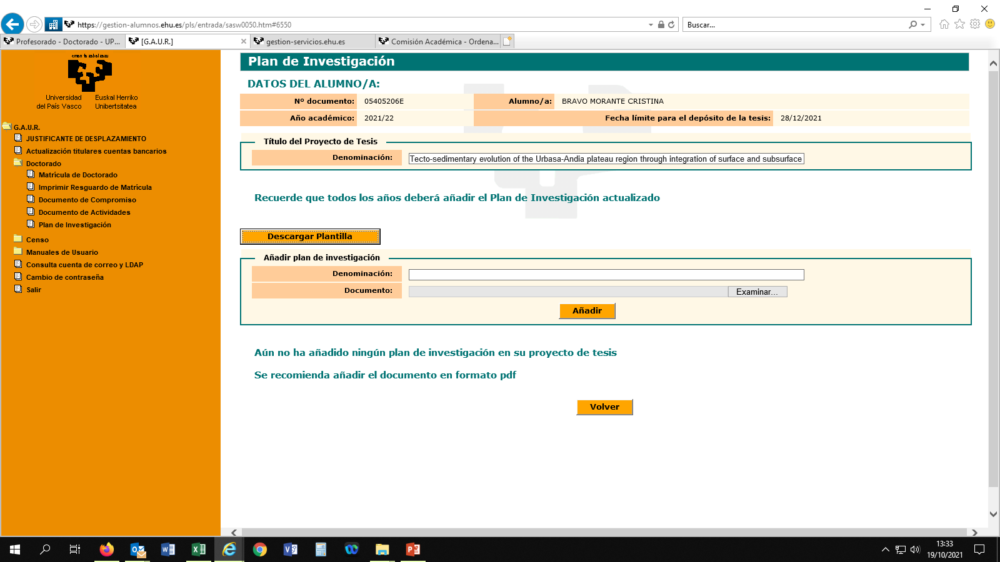 https://gestion-alumnos.ehu.es/pls/entrada/sasw0050.htm#6550
Buscar...
Profesorado - Doctorado - UP...
[G.A.U.R.]
gestion-servicios.ehu.es
Comisión Académica - Ordena...
eman ta zabal zazu
Universidad del País Vasco
Euskal Herriko Unibertsitatea
G.A.U.R.
JUSTIFICANTE DE DESPLAZAMIENTO
Actualización titulares cuentas bancarios
Doctorado
Matrícula de Doctorado
Imprimir Resguardo de Matrícula
Documento de Compromiso
Documento de Actividades
Plan de Investigación
Censo
Manuales de Usuario
Consulta cuenta de correo y LDAP
Cambio de contraseña
Salir
Plan de Investigación
DATOS DEL ALUMNO/A:
Nº documento: 05405206E Alumno/a: BRAVO MORANTE CRISTINA
Año académico: 2021/22 Fecha límite para el depósito de la tesis: 28/12/2021
Título del Proyecto de Tesis
Denominación: Tecto-sedimentary evolution of the Urbasa-Andia plateau region through integration of surface and subsurface
Recuerde que todos los años deberá añadir el Plan de Investigación actualizado
Descargar Plantilla
Añadir plan de investigación
Denominación:
Documento: Examinar...
Añadir
Aún no ha añadido ningún plan de investigación en su proyecto de tesis
Se recomienda añadir el documento en formato pdf
Volver
13:33
19/10/2021